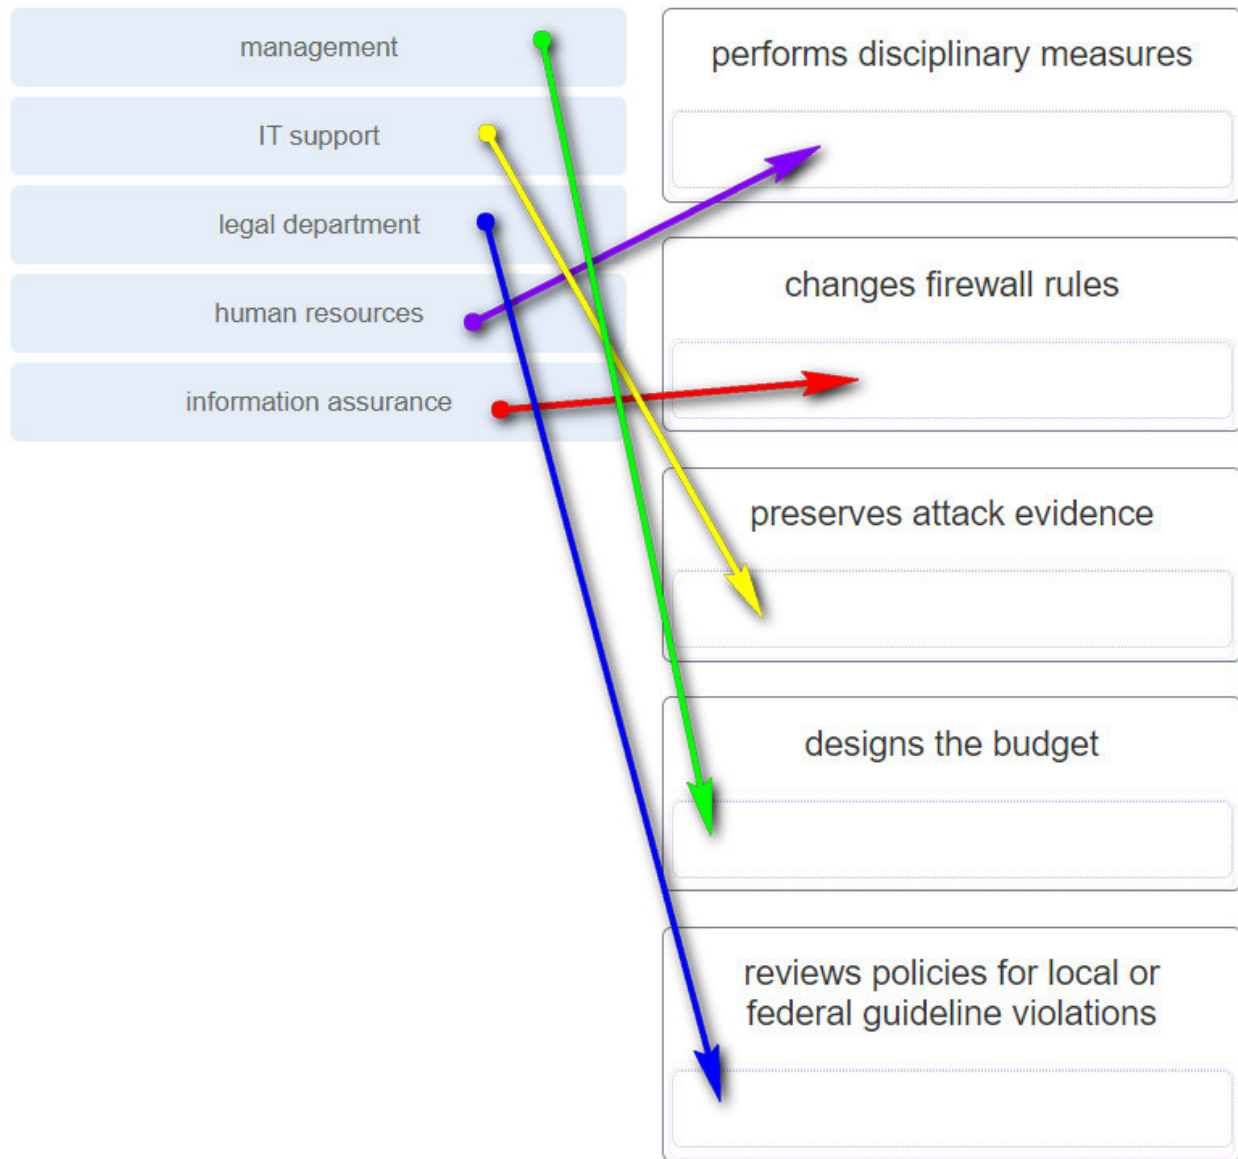 management
IT support
legal department
human resources
information assurance
performs disciplinary measures
changes firewall rules
preserves attack evidence
designs the budget
reviews policies for local or
federal guideline violations